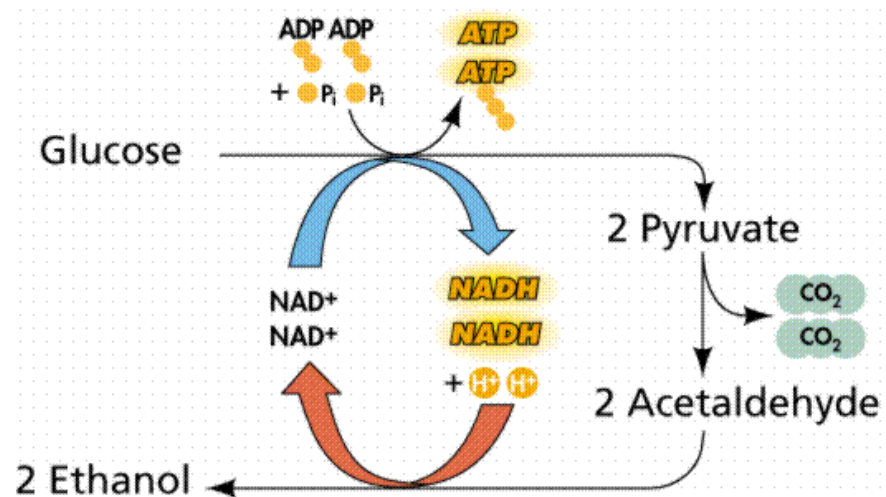 ADP ADP
+ Pi Pi
ATP
ATP
Glucose
2 Pyruvate
NAD+
NAD+
NADH
NADH
+ H+ H+
CO2
CO2
2 Acetaldehyde
2 Ethanol